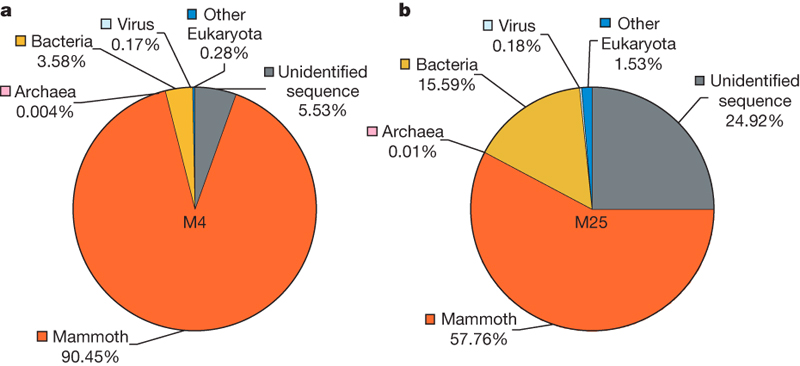 a
Virus
0.17%
Other
Eukaryota
0.28%
Bacteria
3.58%
Unidentified
sequence
5.53%
Archaea
0.004%
M4
Mammoth
90.45%
b
Virus
0.18%
Other
Eukaryota
1.53%
Bacteria
15.59%
Unidentified
sequence
24.92%
Archaea
0.01%
M25
Mammoth
57.76%